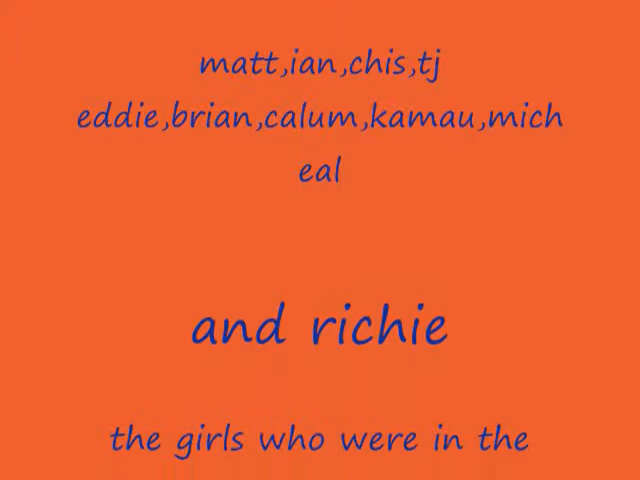 matt,ian,chis,tj
eddie,brian,calum,kamau,mich
eal
and richie
the girls who were in the